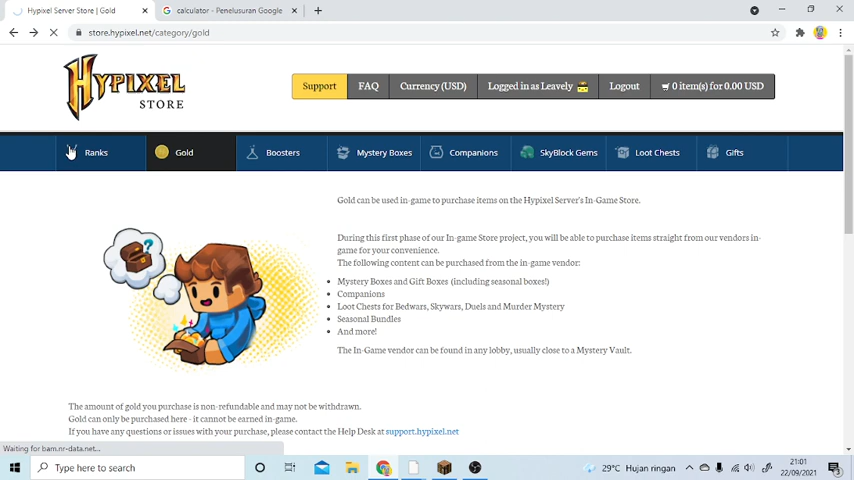 Hypixel Server Store | Gold
calculator - Penelusuran Google
store.hypixel.net/category/gold
HYPIXEL
STORE
Support
FAQ
Currency (USD)
Logged in as Leavely
Logout
0 item(s) for 0.00 USD
Ranks
Gold
Boosters
Mystery Boxes
Companions
SkyBlock Gems
Loot Chests
Gifts
Gold can be used in-game to purchase items on the Hypixel Server's In-Game Store.
During this first phase of our In-game Store project, you will be able to purchase items straight from our vendors in-
game for your convenience.
The following content can be purchased from the in-game vendor:
• Mystery Boxes and Gift Boxes (including seasonal boxes!)
• Companions
• Loot Chests for Bedwars, Skywars, Duels and Murder Mystery
• Seasonal Bundles
• And more!
The In-Game vendor can be found in any lobby, usually close to a Mystery Vault.
?
The amount of gold you purchase is non-refundable and may not be withdrawn.
Gold can only be purchased here - it cannot be earned in-game.
If you have any questions or issues with your purchase, please contact the Help Desk at support.hypixel.net
Waiting for bam.nr-data.net...
Type here to search
29°C Hujan ringan
21:01
22/09/2021
3